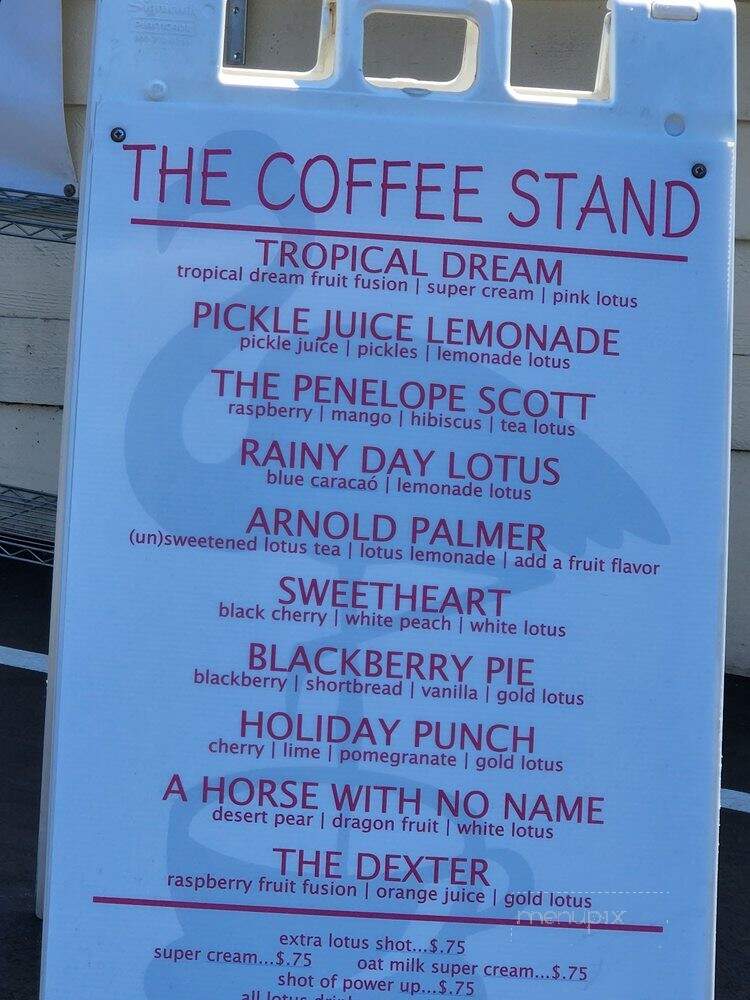 THE COFFEE STAND
TROPICAL DREAM
tropical dream fruit fusion | super cream | pink lotus
PICKLE JUICE LEMONADE
pickle juice | pickles | lemonade lotus
THE PENELOPE SCOTT
raspberry | mango | hibiscus | tea lotus
RAINY DAY LOTUS
blue caracaó | lemonade lotus
ARNOLD PALMER
(un)sweetened lotus tea | lotus lemonade | add a fruit flavor
SWEETHEART
black cherry | white peach | white lotus
BLACKBERRY PIE
blackberry | shortbread | vanilla | gold lotus
HOLIDAY PUNCH
cherry | lime | pomegranate | gold lotus
A HORSE WITH NO NAME
desert pear | dragon fruit | white lotus
THE DEXTER
raspberry fruit fusion | orange juice | gold lotus
menupix
extra lotus shot...$.75
super cream...$.75 oat milk super cream...$.75
shot of power up...$.75
all lotus